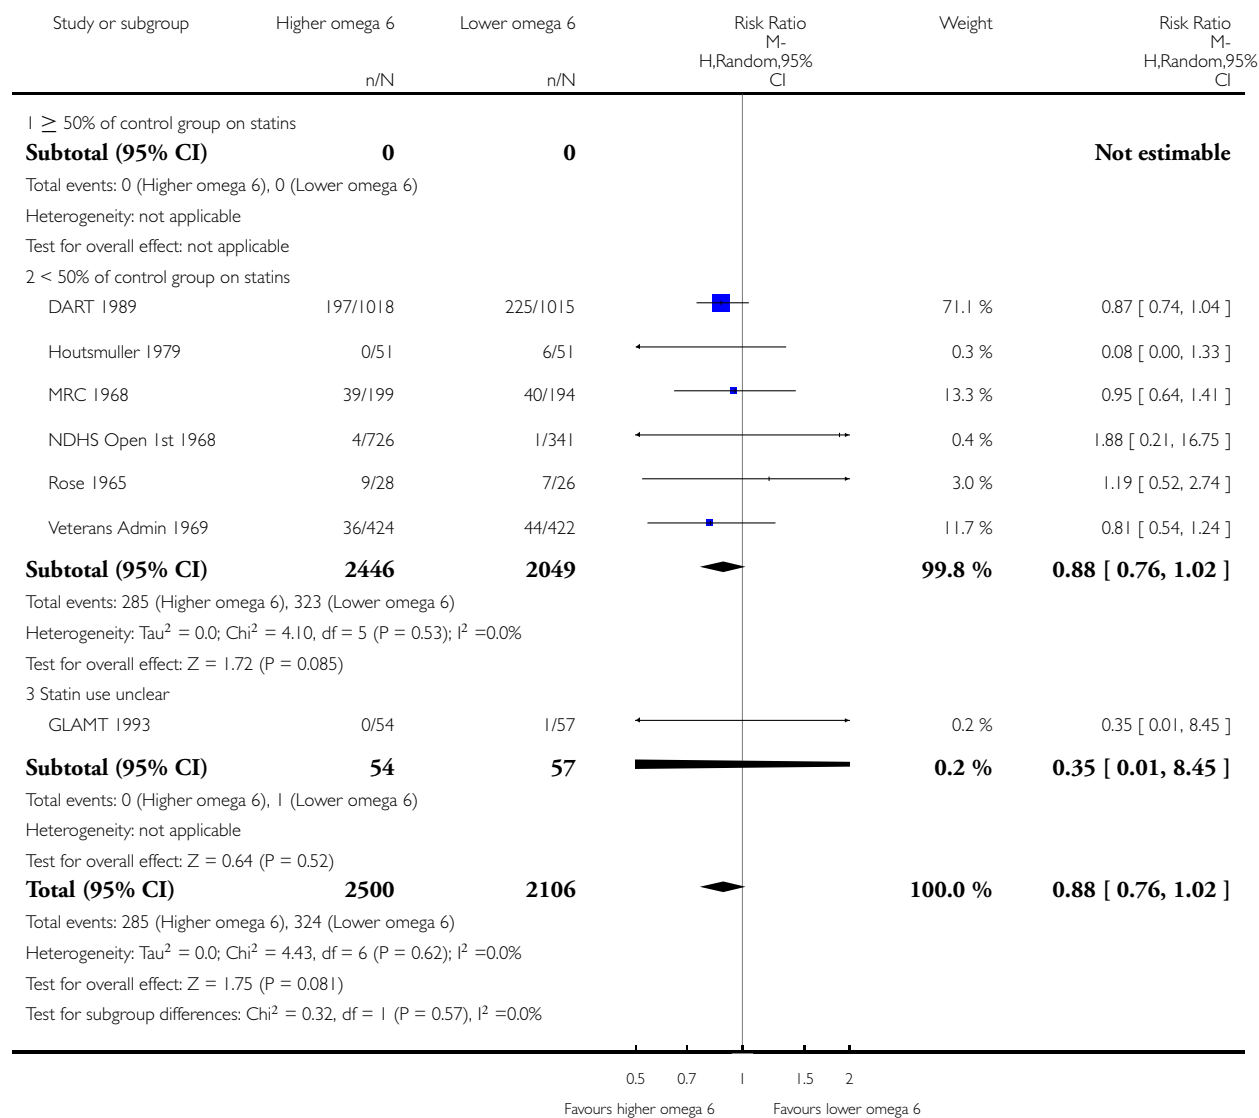 Study or subgroup Higher omega 6 Lower omega 6 Risk Ratio Weight Risk Ratio
M- M-
H,Random,95% H,Random,95%
n/N n/N CI CI
1 ≥ 50% of control group on statins
Subtotal (95% CI) 0 0 Not estimable
Total events: 0 (Higher omega 6), 0 (Lower omega 6)
Heterogeneity: not applicable
Test for overall effect: not applicable
2 < 50% of control group on statins
DART 1989 197/1018 225/1015 71.1 % 0.87 [ 0.74, 1.04 ]
Houtsmuller 1979 0/51 6/51 0.3 % 0.08 [ 0.00, 1.33 ]
MRC 1968 39/199 40/194 13.3 % 0.95 [ 0.64, 1.41 ]
NDHS Open 1st 1968 4/726 1/341 0.4 % 1.88 [ 0.21, 16.75 ]
Rose 1965 9/28 7/26 3.0 % 1.19 [ 0.52, 2.74 ]
Veterans Admin 1969 36/424 44/422 11.7 % 0.81 [ 0.54, 1.24 ]
Subtotal (95% CI) 2446 2049 99.8 % 0.88 [ 0.76, 1.02 ]
Total events: 285 (Higher omega 6), 323 (Lower omega 6)
Heterogeneity: Tau² = 0.0; Chi² = 4.10, df = 5 (P = 0.53); I² =0.0%
Test for overall effect: Z = 1.72 (P = 0.085)
3 Statin use unclear
GLAMT 1993 0/54 1/57 0.2 % 0.35 [ 0.01, 8.45 ]
Subtotal (95% CI) 54 57 0.2 % 0.35 [ 0.01, 8.45 ]
Total events: 0 (Higher omega 6), 1 (Lower omega 6)
Heterogeneity: not applicable
Test for overall effect: Z = 0.64 (P = 0.52)
Total (95% CI) 2500 2106 100.0 % 0.88 [ 0.76, 1.02 ]
Total events: 285 (Higher omega 6), 324 (Lower omega 6)
Heterogeneity: Tau² = 0.0; Chi² = 4.43, df = 6 (P = 0.62); I² =0.0%
Test for overall effect: Z = 1.75 (P = 0.081)
Test for subgroup differences: Chi² = 0.32, df = 1 (P = 0.57), I² =0.0%
0.5 0.7 1 1.5 2
Favours higher omega 6 Favours lower omega 6